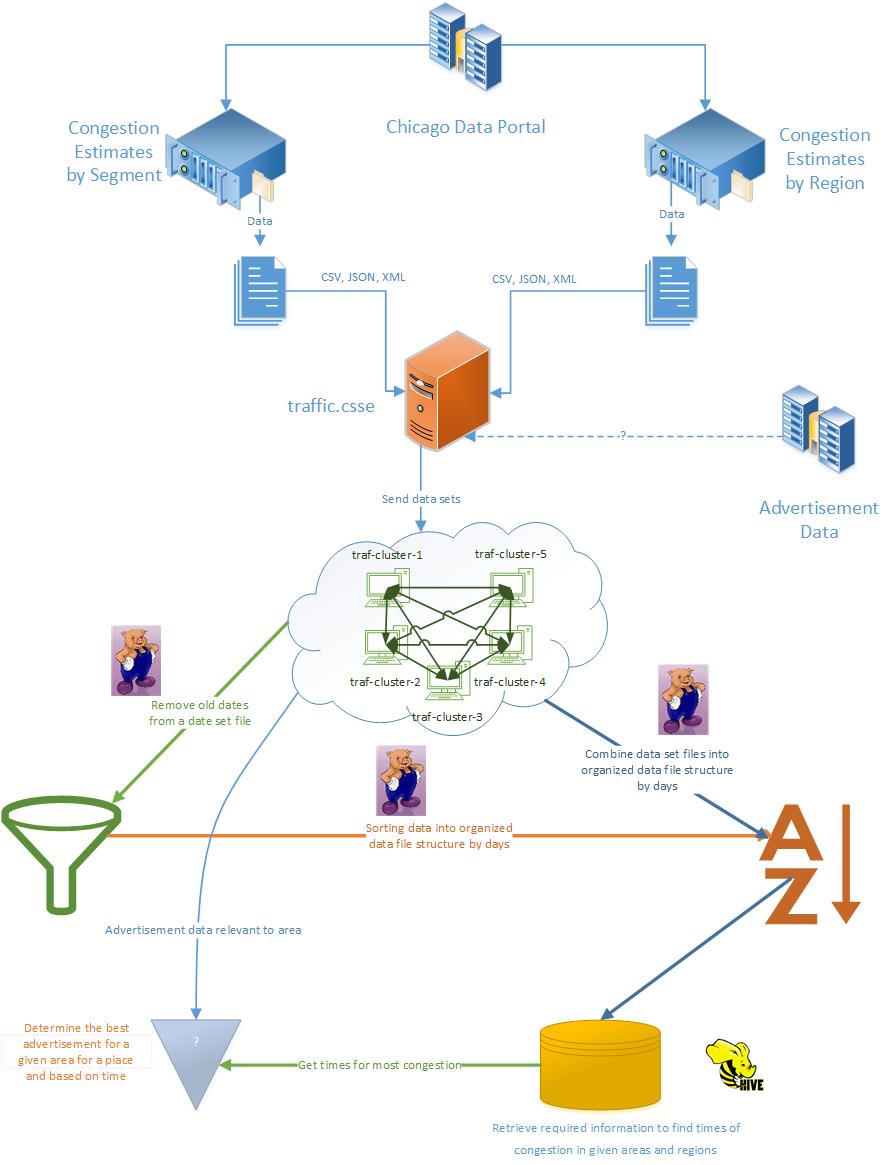 Chicago Data Portal
Congestion
Estimates
by Segment
Congestion
Estimates
by Region
Data
Data
CSV, JSON, XML
CSV, JSON, XML
traffic.csse
?
Advertisement
Data
Send data sets
traf-cluster-1
traf-cluster-5
traf-cluster-2
traf-cluster-4
traf-cluster-3
Remove old dates
from a date set file
Combine data set files into
organized data file structure
by days
Sorting data into organized
data file structure by days
A
Z
Advertisement data relevant to area
Determine the best
advertisement for a
given area for a place
and based on time
?
Get times for most congestion
HIVE
Retrieve required information to find times of
congestion in given areas and regions